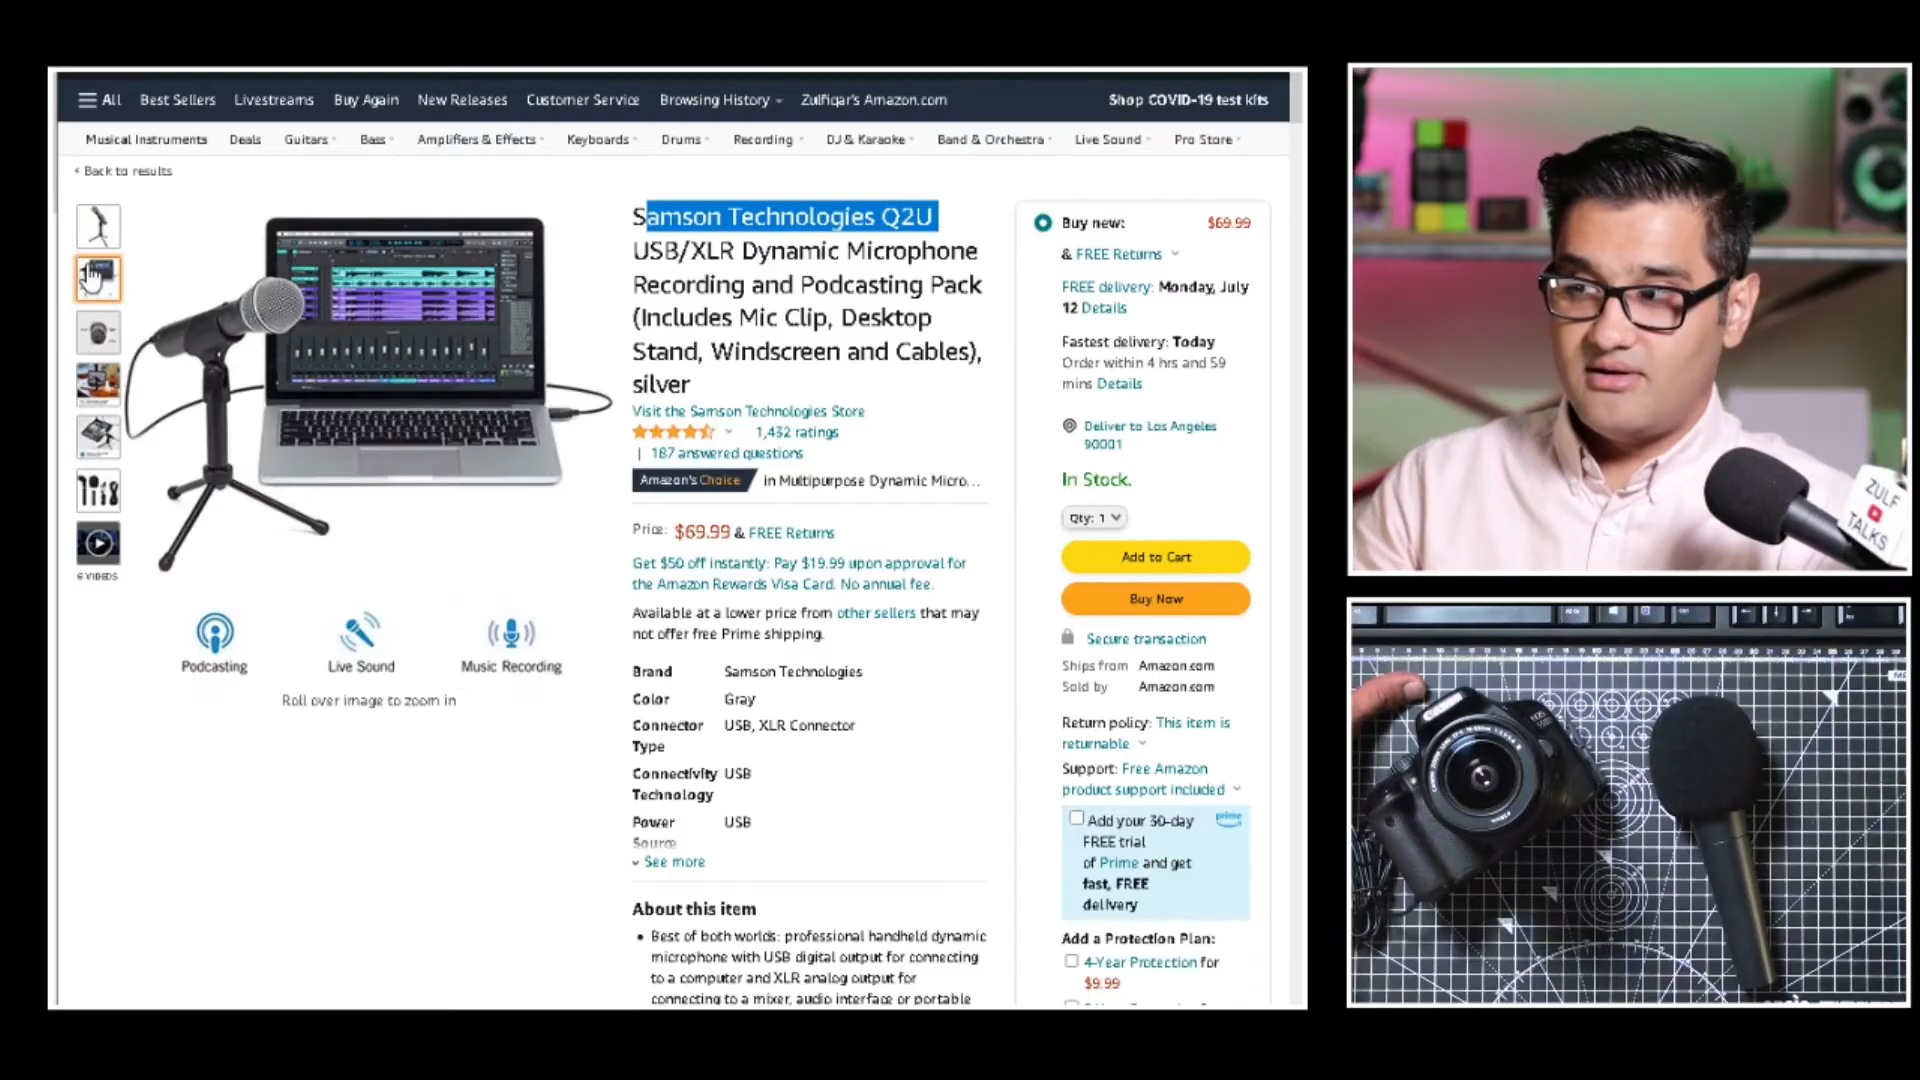 All Best Sellers Livestreams Buy Again New Releases Customer Service Browsing History Zulfiqar's Amazon.com Shop COVID-19 test kits
Musical Instruments Deals Guitars Bass Amplifiers & Effects Keyboards Drums Recording DJ & Karaoke Band & Orchestra Live Sound Pro Store
‹ Back to results
6 VIDEOS
Podcasting Live Sound Music Recording
Roll over image to zoom in
Samson Technologies Q2U
USB/XLR Dynamic Microphone
Recording and Podcasting Pack
(Includes Mic Clip, Desktop
Stand, Windscreen and Cables),
silver
Visit the Samson Technologies Store
1,432 ratings
| 187 answered questions
Amazon's Choice in Multipurpose Dynamic Micro...
Price: $69.99 & FREE Returns
Get $50 off instantly: Pay $19.99 upon approval for
the Amazon Rewards Visa Card. No annual fee.
Available at a lower price from other sellers that may
not offer free Prime shipping.
Brand Samson Technologies
Color Gray
Connector USB, XLR Connector
Type
Connectivity USB
Technology
Power USB
Source
See more
About this item
• Best of both worlds: professional handheld dynamic
microphone with USB digital output for connecting
to a computer and XLR analog output for
connecting to a mixer, audio interface or portable
Buy new: $69.99
& FREE Returns
FREE delivery: Monday, July
12 Details
Fastest delivery: Today
Order within 4 hrs and 59
mins Details
Deliver to Los Angeles
90001
In Stock.
Qty: 1
Add to Cart
Buy Now
Secure transaction
Ships from Amazon.com
Sold by Amazon.com
Return policy: This item is
returnable
Support: Free Amazon
product support included
Add your 30-day prime
FREE trial
of Prime and get
fast, FREE
delivery
Add a Protection Plan:
4-Year Protection for
$9.99
ZULF
TALKS
Canon